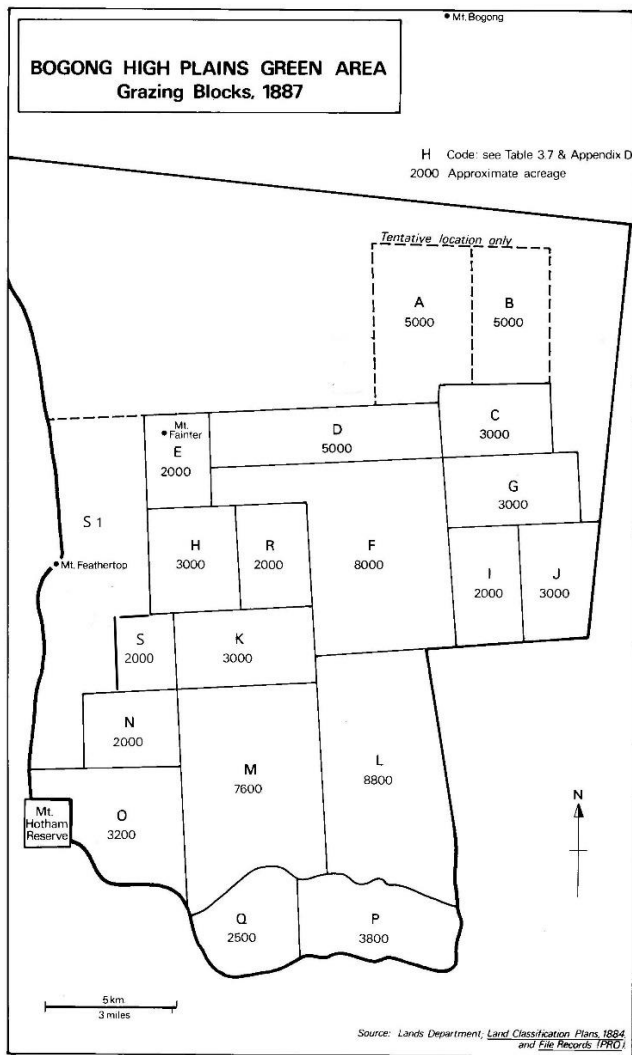 Mt. Bogong
BOGONG HIGH PLAINS GREEN AREA
Grazing Blocks, 1887
H Code: see Table 3.7 & Appendix D
2000 Approximate acreage
Tentative location only
A
5000
B
5000
C
3000
D
5000
Mt.
Fainter
E
2000
G
3000
S 1
H
3000
R
2000
F
8000
I
2000
J
3000
Mt. Feathertop
S
2000
K
3000
N
2000
M
7600
L
8800
Mt.
Hotham
Reserve
O
3200
N
Q
2500
P
3800
5 km
3 miles
Source: Lands Department; Land Classification Plans, 1884
and File Records (PRO).